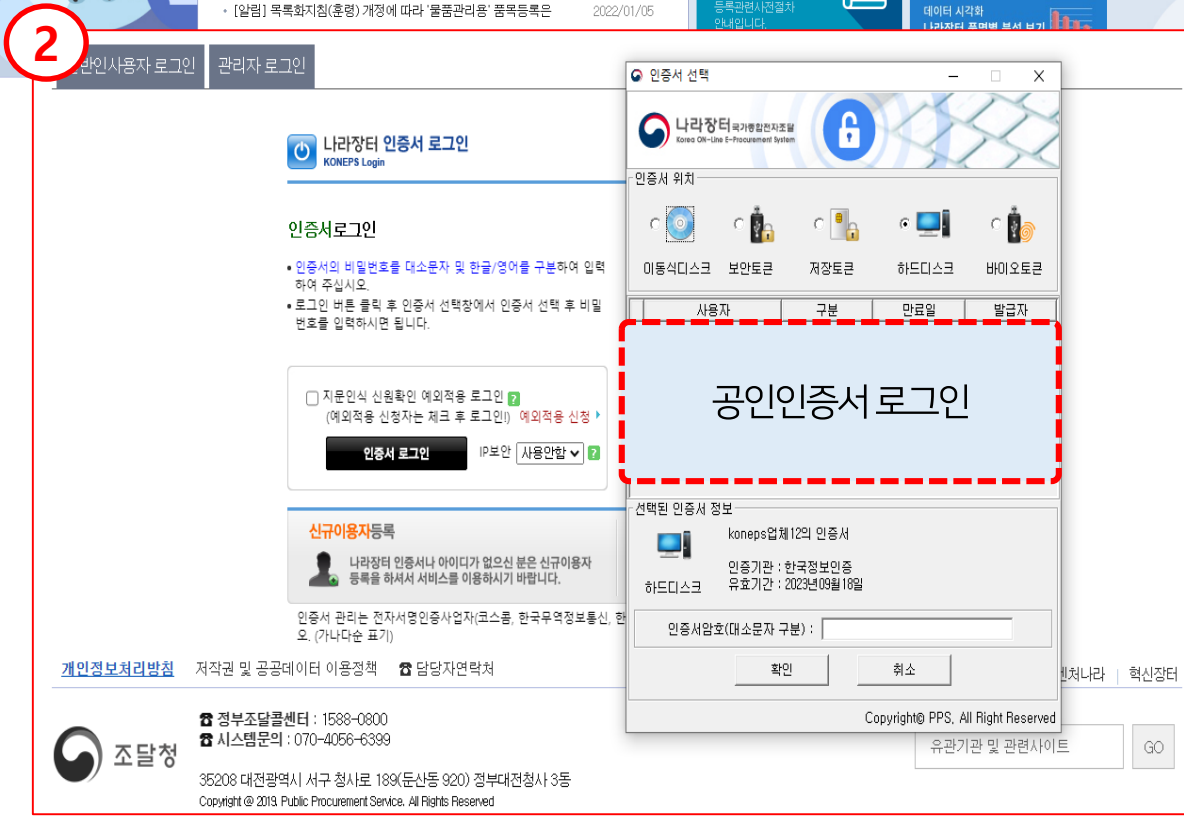 • [알림] 목록화지침(훈령) 개정에 따라 '물품관리용' 품목등록은 2022/01/05
등록관련사전절차
안내입니다.
데이터 시각화
나라장터 품명별 분석 보기
2
반인사용자 로그인 관리자 로그인
나라장터 인증서 로그인
KONEPS Login
인증서로그인
• 인증서의 비밀번호를 대소문자 및 한글/영어를 구분하여 입력
하여 주십시오.
• 로그인 버튼 클릭 후 인증서 선택창에서 인증서 선택 후 비밀
번호를 입력하시면 됩니다.
지문인식 신원확인 예외적용 로그인 ?
(예외적용 신청자는 체크 후 로그인!) 예외적용 신청
인증서 로그인 IP보안 사용안함 ?
신규이용자등록
나라장터 인증서나 아이디가 없으신 분은 신규이용자
등록을 하셔서 서비스를 이용하시기 바랍니다.
인증서 관리는 전자서명인증사업자(코스콤, 한국무역정보통신, 한
오. (가나다순 표기)
인증서 선택
나라장터 국가종합전자조달
Korea ON-Line E-Procurement System
인증서 위치
이동식디스크 보안토큰 저장토큰 하드디스크 바이오토큰
사용자 구분 만료일 발급자
공인인증서 로그인
선택된 인증서 정보
koneps업체12의 인증서
인증기관 : 한국정보인증
유효기간 : 2023년09월18일
하드디스크
인증서암호(대소문자 구분) :
확인 취소
Copyright© PPS, All Right Reserved
개인정보처리방침 저작권 및 공공데이터 이용정책 ☎ 담당자연락처
벤처나라 | 혁신장터
조달청
☎ 정부조달콜센터 : 1588-0800
☎ 시스템문의 : 070-4056-6399
35208 대전광역시 서구 청사로 189(둔산동 920) 정부대전청사 3동
Copyright @ 2019. Public Procurement Service. All Rights Reserved
유관기관 및 관련사이트 GO